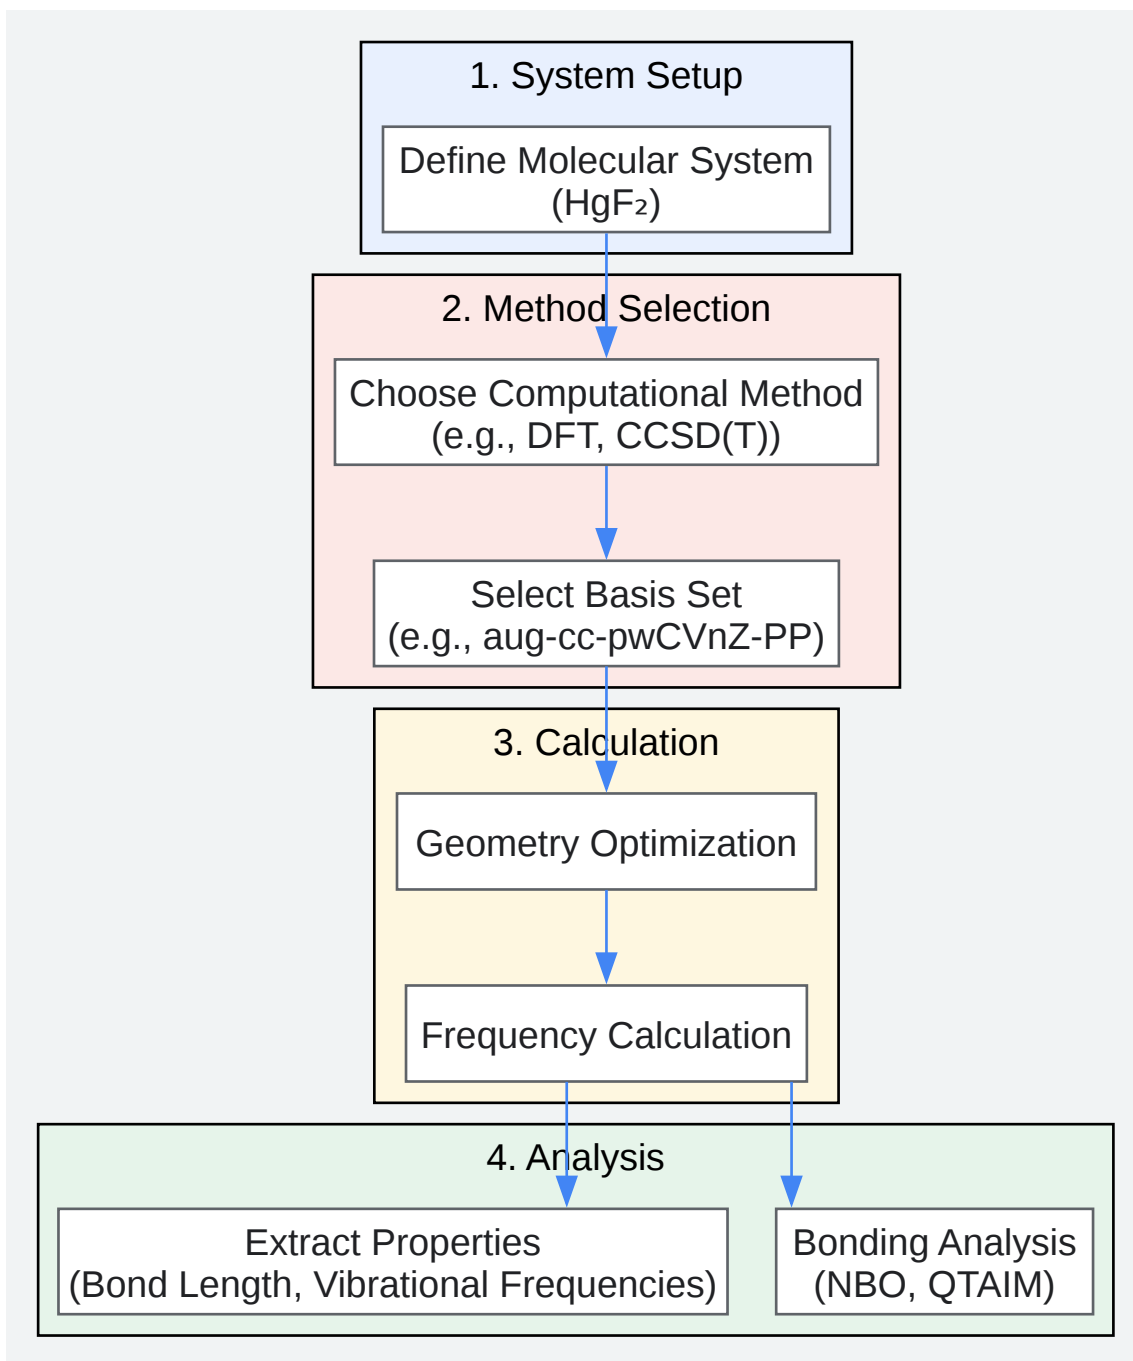 1. System Setup
Define Molecular System
(HgF₂)
2. Method Selection
Choose Computational Method
(e.g., DFT, CCSD(T))
Select Basis Set
(e.g., aug-cc-pwCVnZ-PP)
3. Calculation
Geometry Optimization
Frequency Calculation
4. Analysis
Extract Properties
(Bond Length, Vibrational Frequencies)
Bonding Analysis
(NBO, QTAIM)